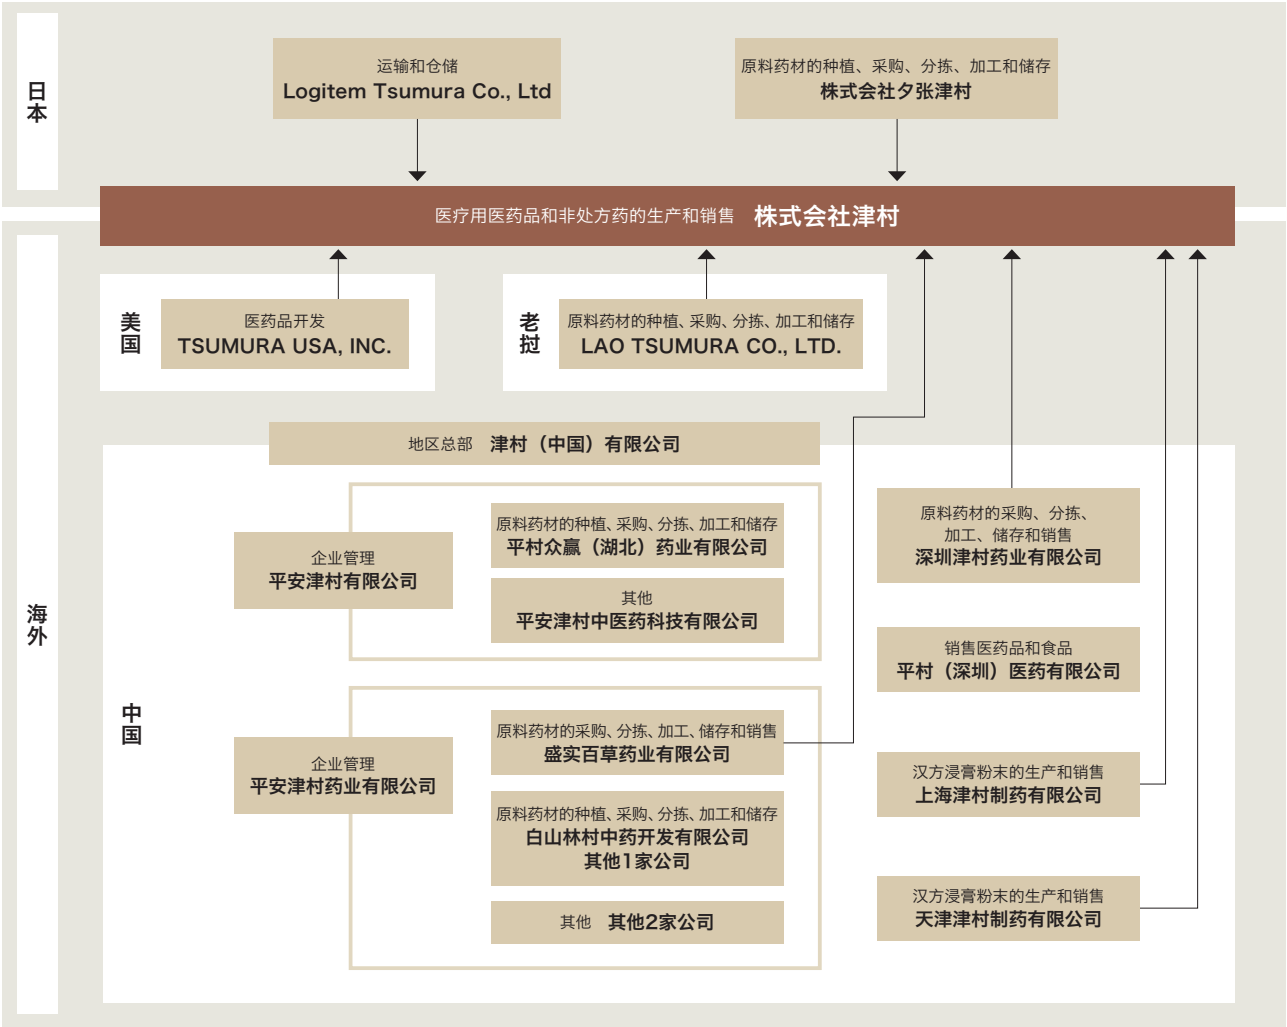 日本
运输和仓储
Logitem Tsumura Co., Ltd
原料药材的种植、采购、分拣、加工和储存
株式会社夕张津村
医疗用医药品和非处方药的生产和销售 株式会社津村
海外
美国
医药品开发
TSUMURA USA, INC.
老挝
原料药材的种植、采购、分拣、加工和储存
LAO TSUMURA CO., LTD.
中国
地区总部 津村（中国）有限公司
企业管理
平安津村有限公司
原料药材的种植、采购、分拣、加工和储存
平村众赢（湖北）药业有限公司
其他
平安津村中医药科技有限公司
企业管理
平安津村药业有限公司
原料药材的采购、分拣、加工、储存和销售
盛实百草药业有限公司
原料药材的种植、采购、分拣、加工和储存
白山林村中药开发有限公司
其他1家公司
其他 其他2家公司
原料药材的采购、分拣、
加工、储存和销售
深圳津村药业有限公司
销售医药品和食品
平村（深圳）医药有限公司
汉方浸膏粉末的生产和销售
上海津村制药有限公司
汉方浸膏粉末的生产和销售
天津津村制药有限公司